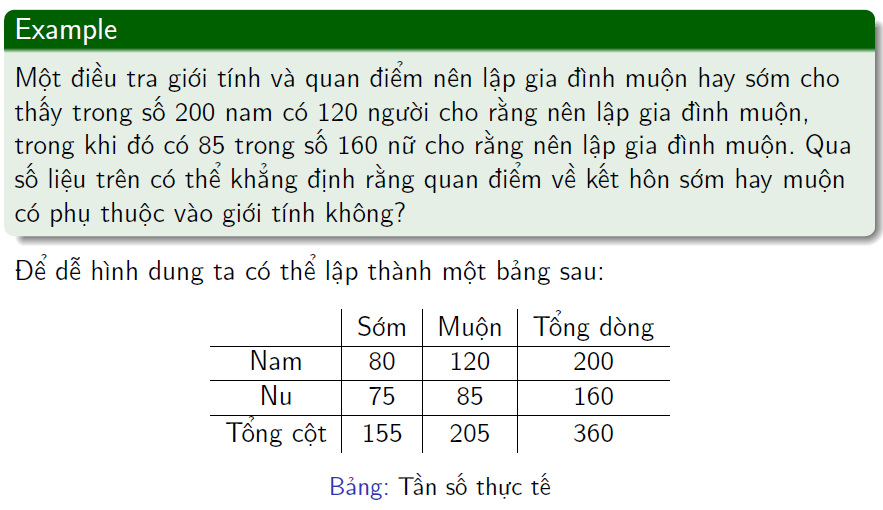 Example
Một điều tra giới tính và quan điểm nên lập gia đình muộn hay sớm cho
thấy trong số 200 nam có 120 người cho rằng nên lập gia đình muộn,
trong khi đó có 85 trong số 160 nữ cho rằng nên lập gia đình muộn. Qua
số liệu trên có thể khẳng định rằng quan điểm về kết hôn sớm hay muộn
có phụ thuộc vào giới tính không?
Để dễ hình dung ta có thể lập thành một bảng sau:
Sớm Muộn Tổng dòng
Nam 80 120 200
Nu 75 85 160
Tổng cột 155 205 360
Bảng: Tần số thực tế